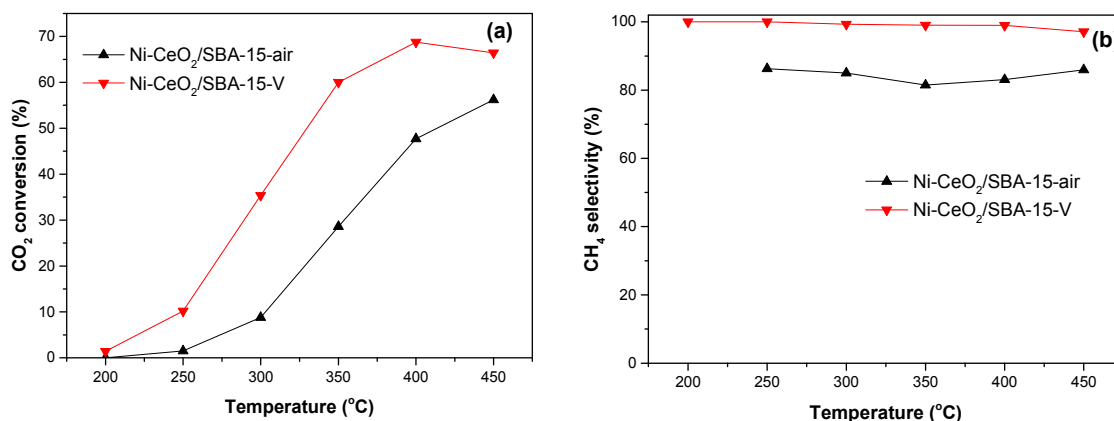 (a)
Ni-CeO₂/SBA-15-air
Ni-CeO₂/SBA-15-V
CO₂ conversion (%)
70
60
50
40
30
20
10
0
200 250 300 350 400 450
Temperature (°C)
(b)
Ni-CeO₂/SBA-15-air
Ni-CeO₂/SBA-15-V
CH₄ selectivity (%)
100
80
60
40
20
0
200 250 300 350 400 450
Temperature (°C)